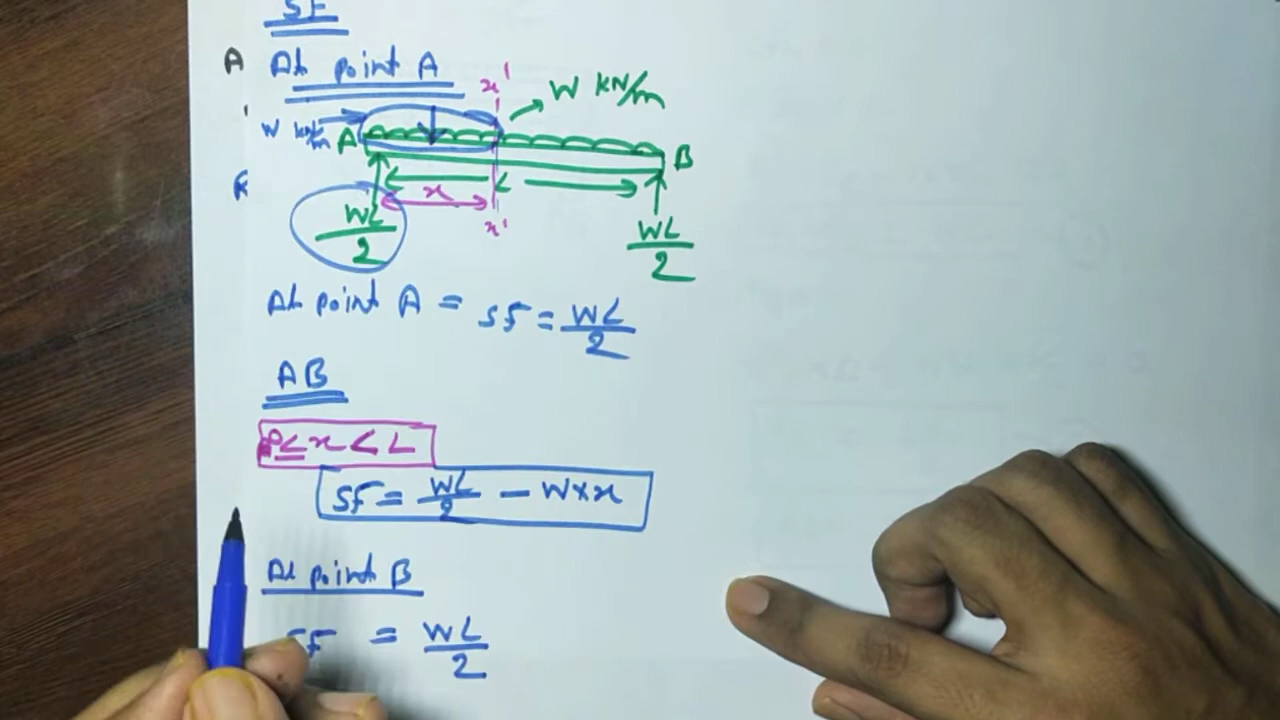 SF
A At point A
x'
W kN/m
W kN/m A B
x L
x'
WL/2 WL/2
At point A = SF = WL/2
AB
0 ≤ x < L
SF = WL/2 - W×x
At point B
SF = WL/2